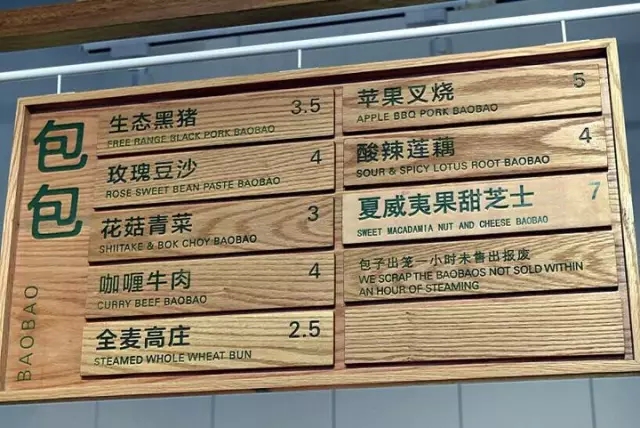 包
包
BAOBAO
生态黑猪 3.5
FREE RANGE BLACK PORK BAOBAO
玫瑰豆沙 4
ROSE SWEET BEAN PASTE BAOBAO
花菇青菜 3
SHIITAKE & BOK CHOY BAOBAO
咖喱牛肉 4
CURRY BEEF BAOBAO
全麦高庄 2.5
STEAMED WHOLE WHEAT BUN
苹果叉烧 5
APPLE BBQ PORK BAOBAO
酸辣莲藕 4
SOUR & SPICY LOTUS ROOT BAOBAO
夏威夷果甜芝士 7
SWEET MACADAMIA NUT AND CHEESE BAOBAO
包子出笼一小时未售出报废
WE SCRAP THE BAOBAOS NOT SOLD WITHIN
AN HOUR OF STEAMING